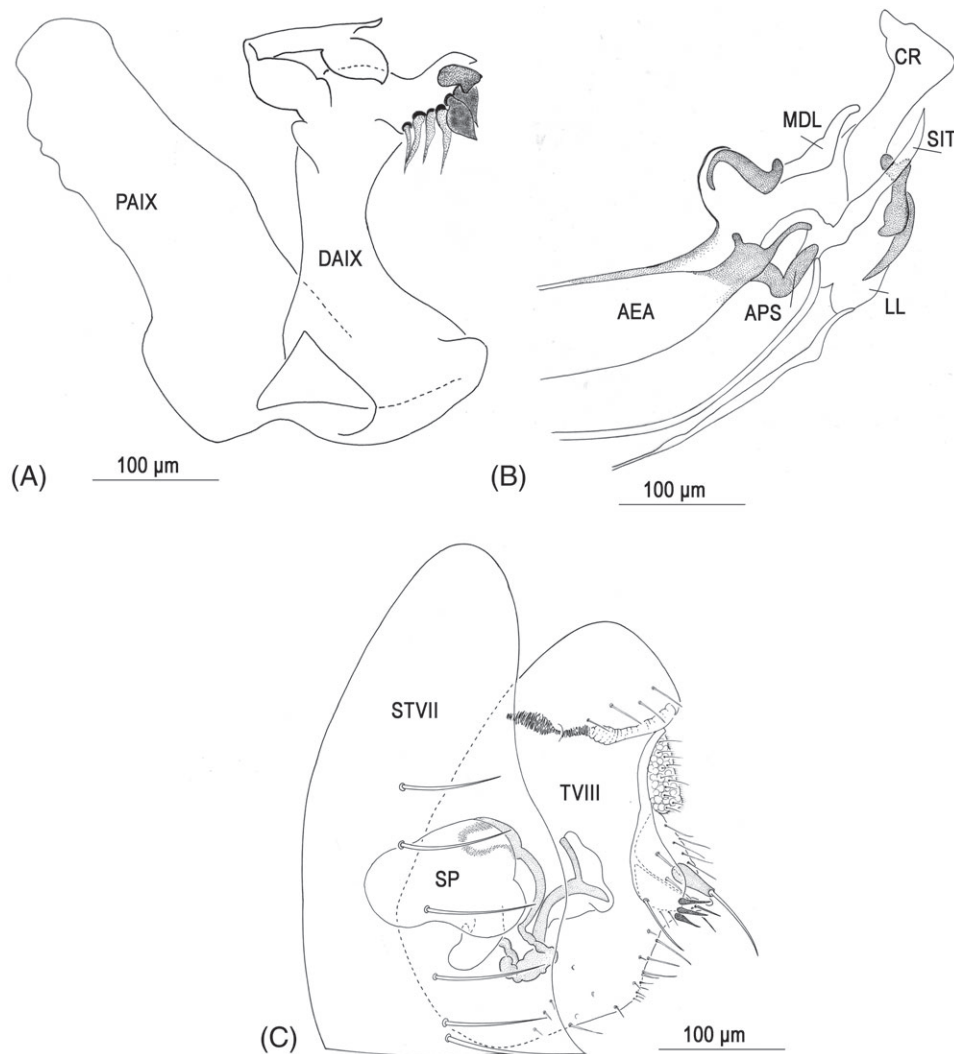 PAIX
DAIX
(A)
100 µm
CR
MDL
SIT
AEA
APS
LL
(B)
100 µm
STVII
TVIII
SP
(C)
100 µm